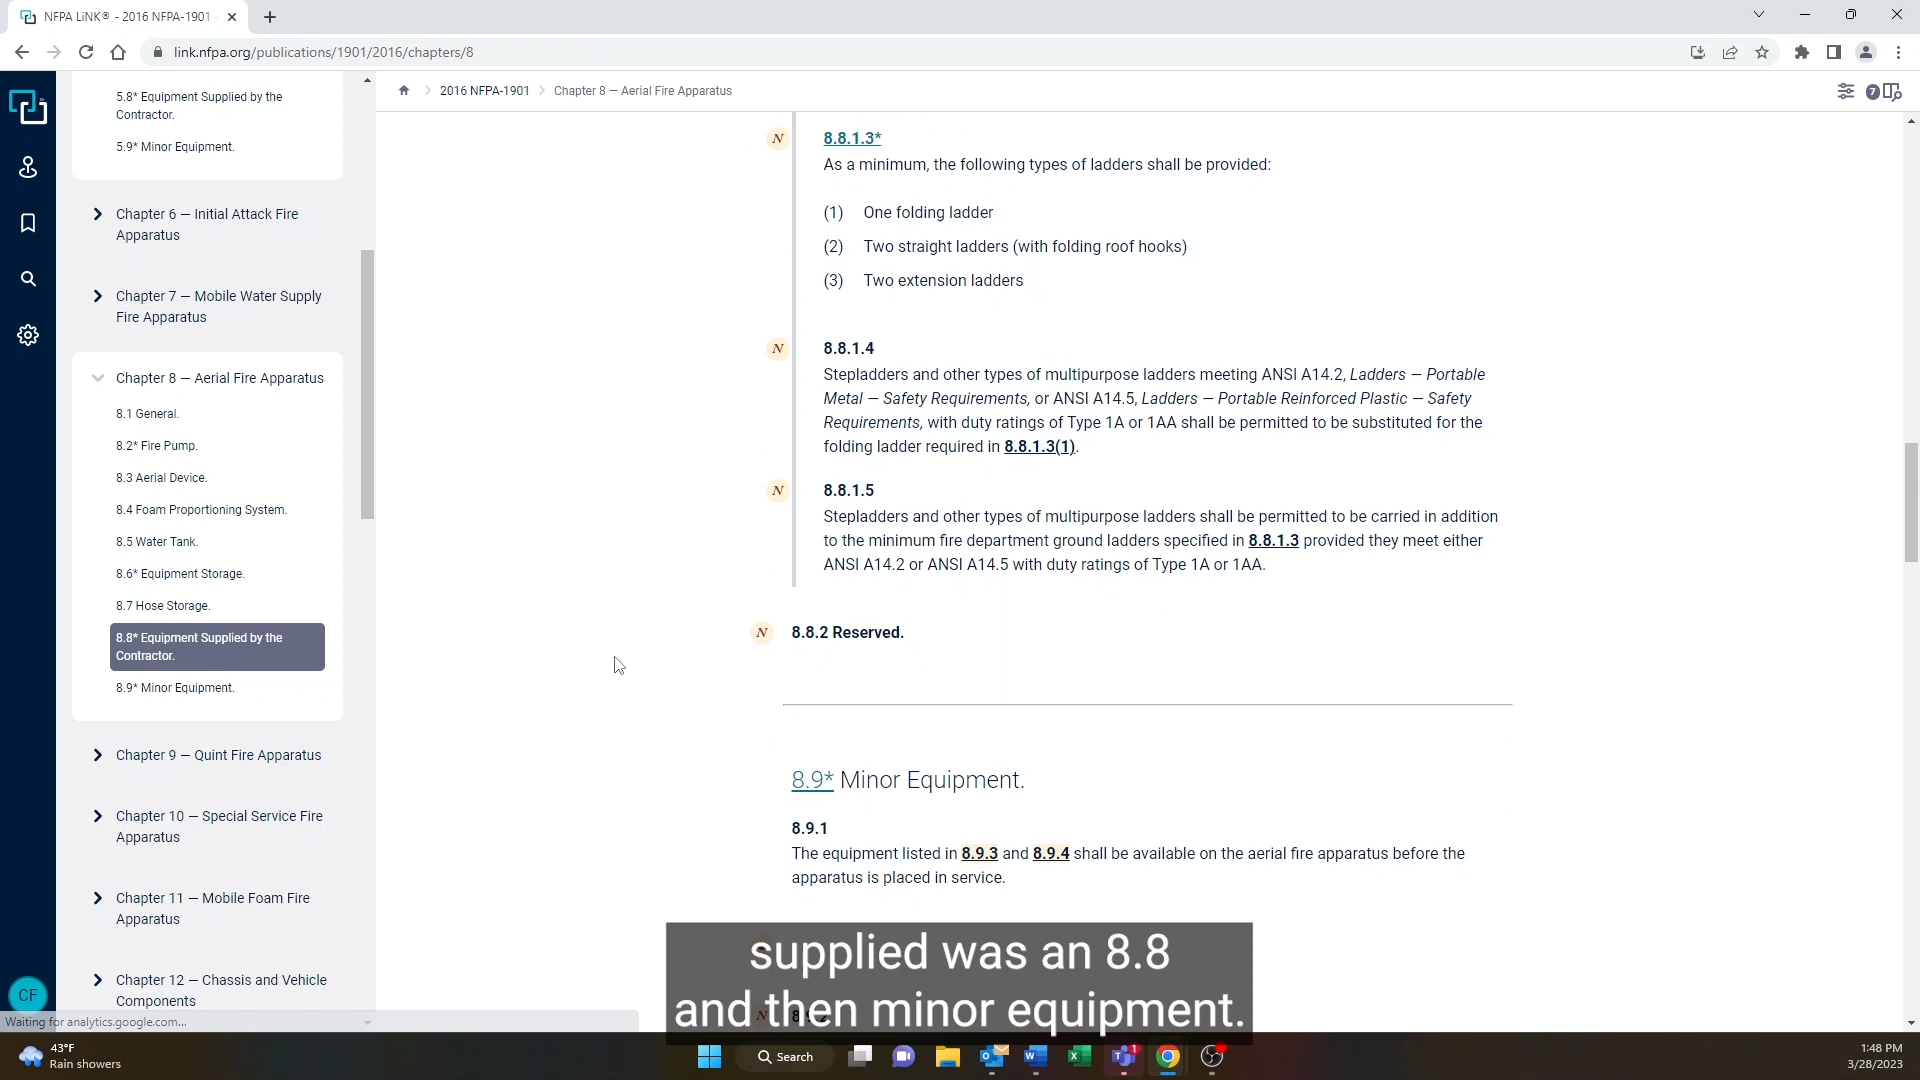 NFPA LiNK® - 2016 NFPA-1901 -
link.nfpa.org/publications/1901/2016/chapters/8
5.8* Equipment Supplied by the
Contractor.
5.9* Minor Equipment.
Chapter 6 – Initial Attack Fire
Apparatus
Chapter 7 – Mobile Water Supply
Fire Apparatus
Chapter 8 – Aerial Fire Apparatus
8.1 General.
8.2* Fire Pump.
8.3 Aerial Device.
8.4 Foam Proportioning System.
8.5 Water Tank.
8.6* Equipment Storage.
8.7 Hose Storage.
8.8* Equipment Supplied by the
Contractor.
8.9* Minor Equipment.
Chapter 9 – Quint Fire Apparatus
Chapter 10 – Special Service Fire
Apparatus
Chapter 11 – Mobile Foam Fire
Apparatus
Chapter 12 – Chassis and Vehicle
Components
CF
Waiting for analytics.google.com...
2016 NFPA-1901
Chapter 8 – Aerial Fire Apparatus
7
N 8.8.1.3*
As a minimum, the following types of ladders shall be provided:
(1) One folding ladder
(2) Two straight ladders (with folding roof hooks)
(3) Two extension ladders
N 8.8.1.4
Stepladders and other types of multipurpose ladders meeting ANSI A14.2, Ladders – Portable
Metal – Safety Requirements, or ANSI A14.5, Ladders – Portable Reinforced Plastic – Safety
Requirements, with duty ratings of Type 1A or 1AA shall be permitted to be substituted for the
folding ladder required in 8.8.1.3(1).
N 8.8.1.5
Stepladders and other types of multipurpose ladders shall be permitted to be carried in addition
to the minimum fire department ground ladders specified in 8.8.1.3 provided they meet either
ANSI A14.2 or ANSI A14.5 with duty ratings of Type 1A or 1AA.
N 8.8.2 Reserved.
8.9* Minor Equipment.
8.9.1
The equipment listed in 8.9.3 and 8.9.4 shall be available on the aerial fire apparatus before the
apparatus is placed in service.
supplied was an 8.8
and then minor equipment.
43°F
Rain showers
Search
1
1:48 PM
3/28/2023